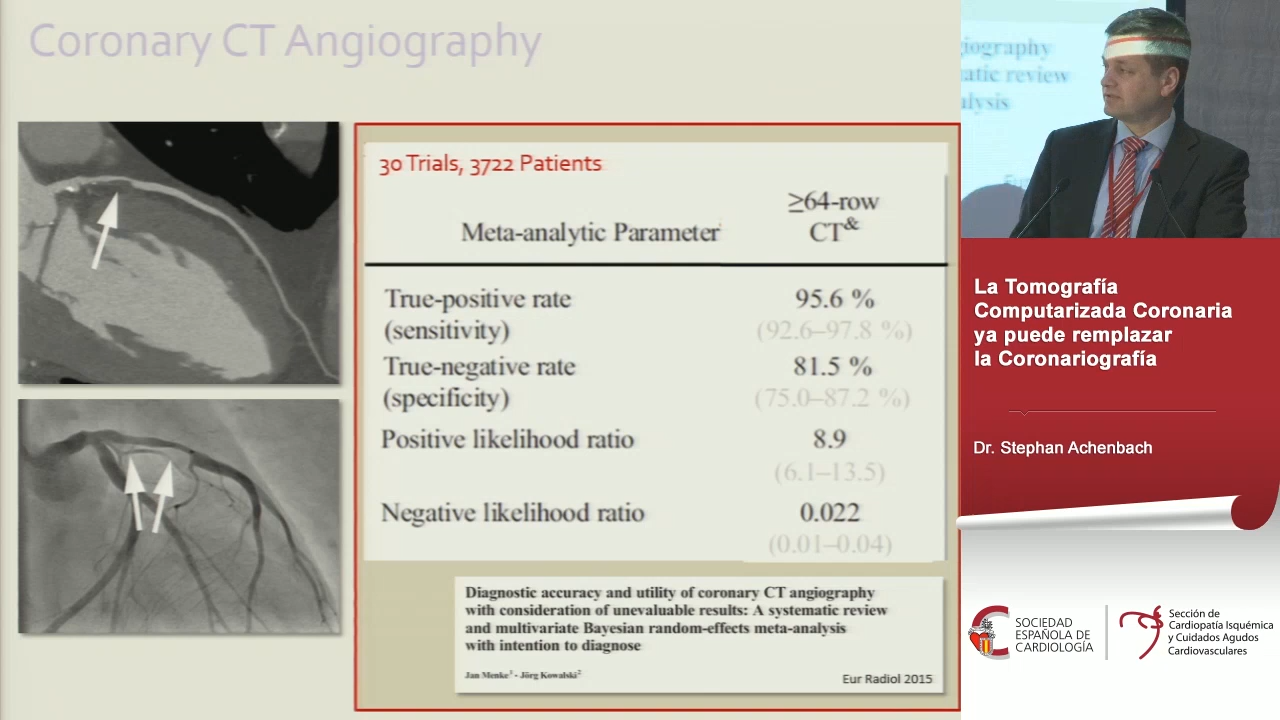 Coronary CT Angiography
30 Trials, 3722 Patients
Meta-analytic Parameter
≥64-row
CT&
True-positive rate
(sensitivity)
95.6 %
(92.6–97.8 %)
True-negative rate
(specificity)
81.5 %
(75.0–87.2 %)
Positive likelihood ratio
8.9
(6.1–13.5)
Negative likelihood ratio
0.022
(0.01–0.04)
Diagnostic accuracy and utility of coronary CT angiography
with consideration of unevaluable results: A systematic review
and multivariate Bayesian random-effects meta-analysis
with intention to diagnose
Jan Menke¹ · Jörg Kowalski²
Eur Radiol 2015
iography
atic review
alysis
La Tomografía
Computarizada Coronaria
ya puede remplazar
la Coronariografía
Dr. Stephan Achenbach
SOCIEDAD
ESPAÑOLA DE
CARDIOLOGÍA
Sección de
Cardiopatía Isquémica
y Cuidados Agudos
Cardiovasculares